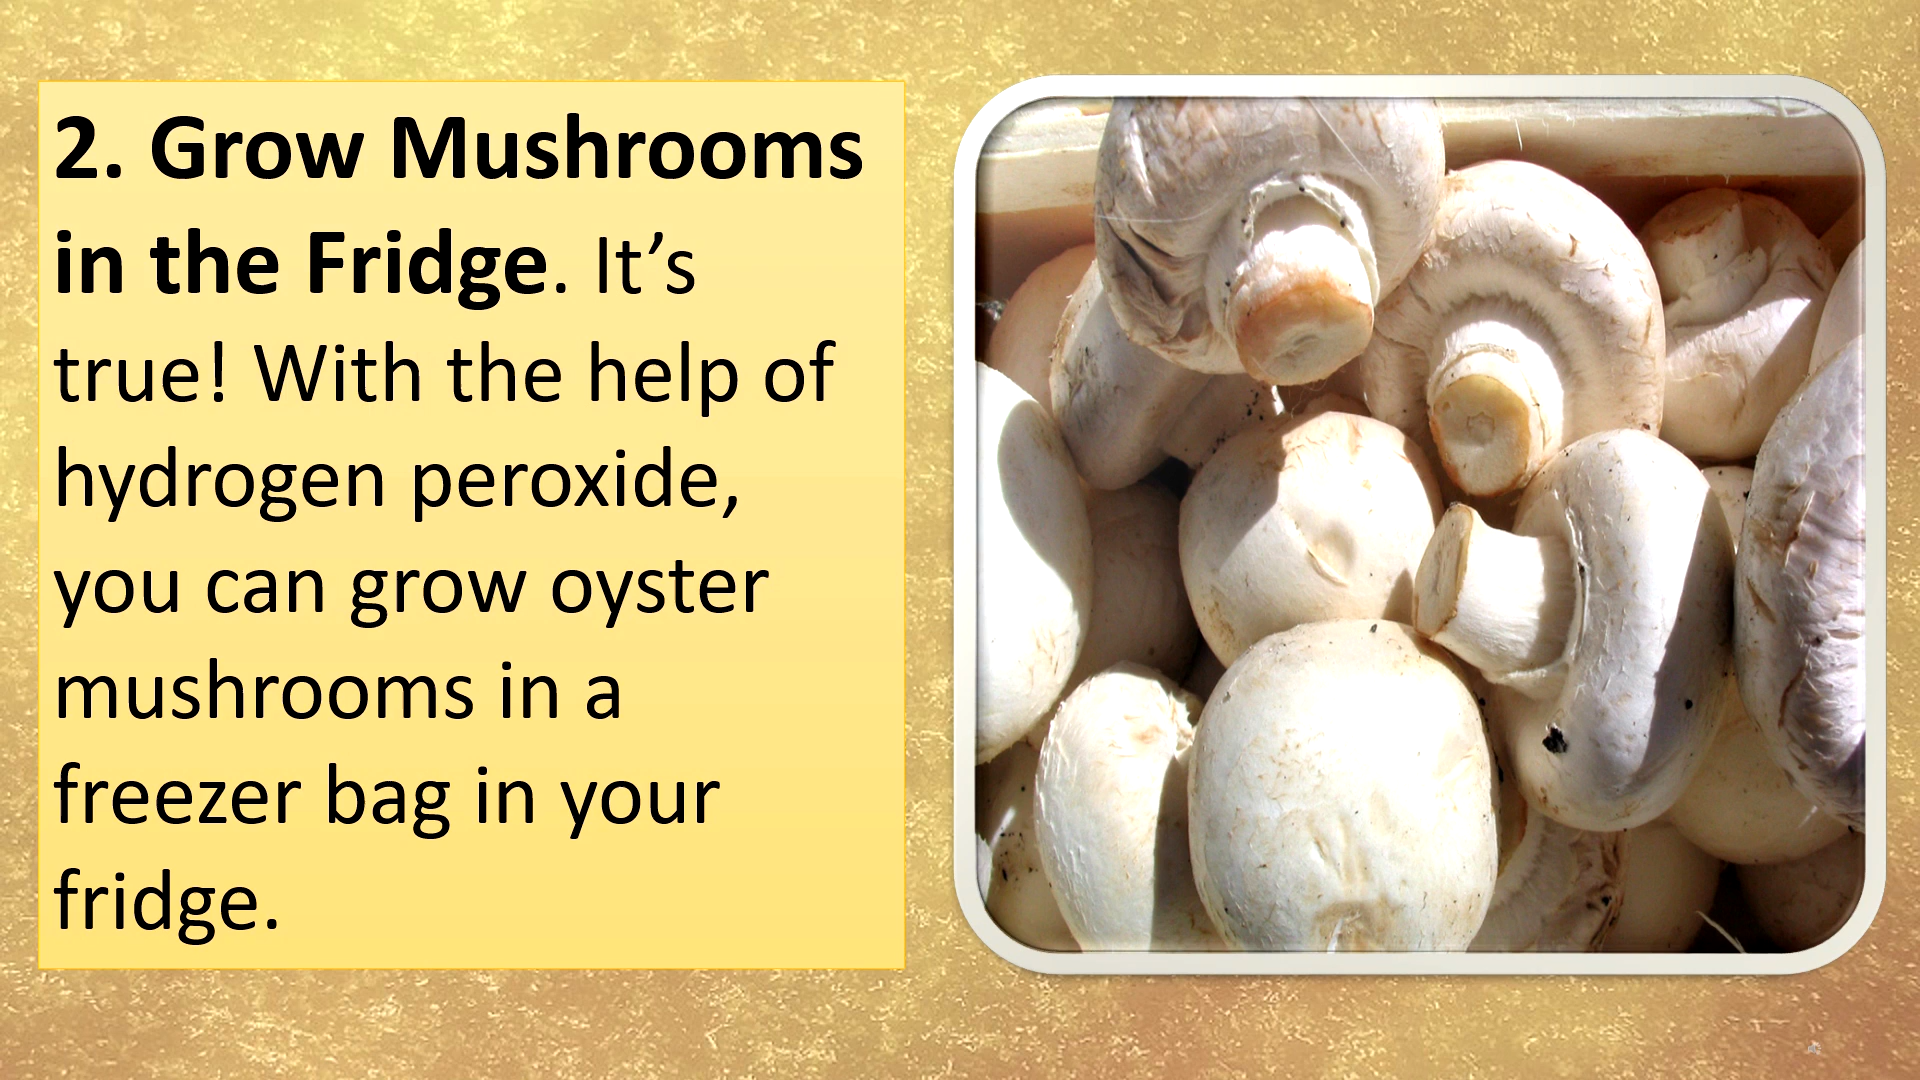 2. Grow Mushrooms
in the Fridge. It’s
true! With the help of
hydrogen peroxide,
you can grow oyster
mushrooms in a
freezer bag in your
fridge.